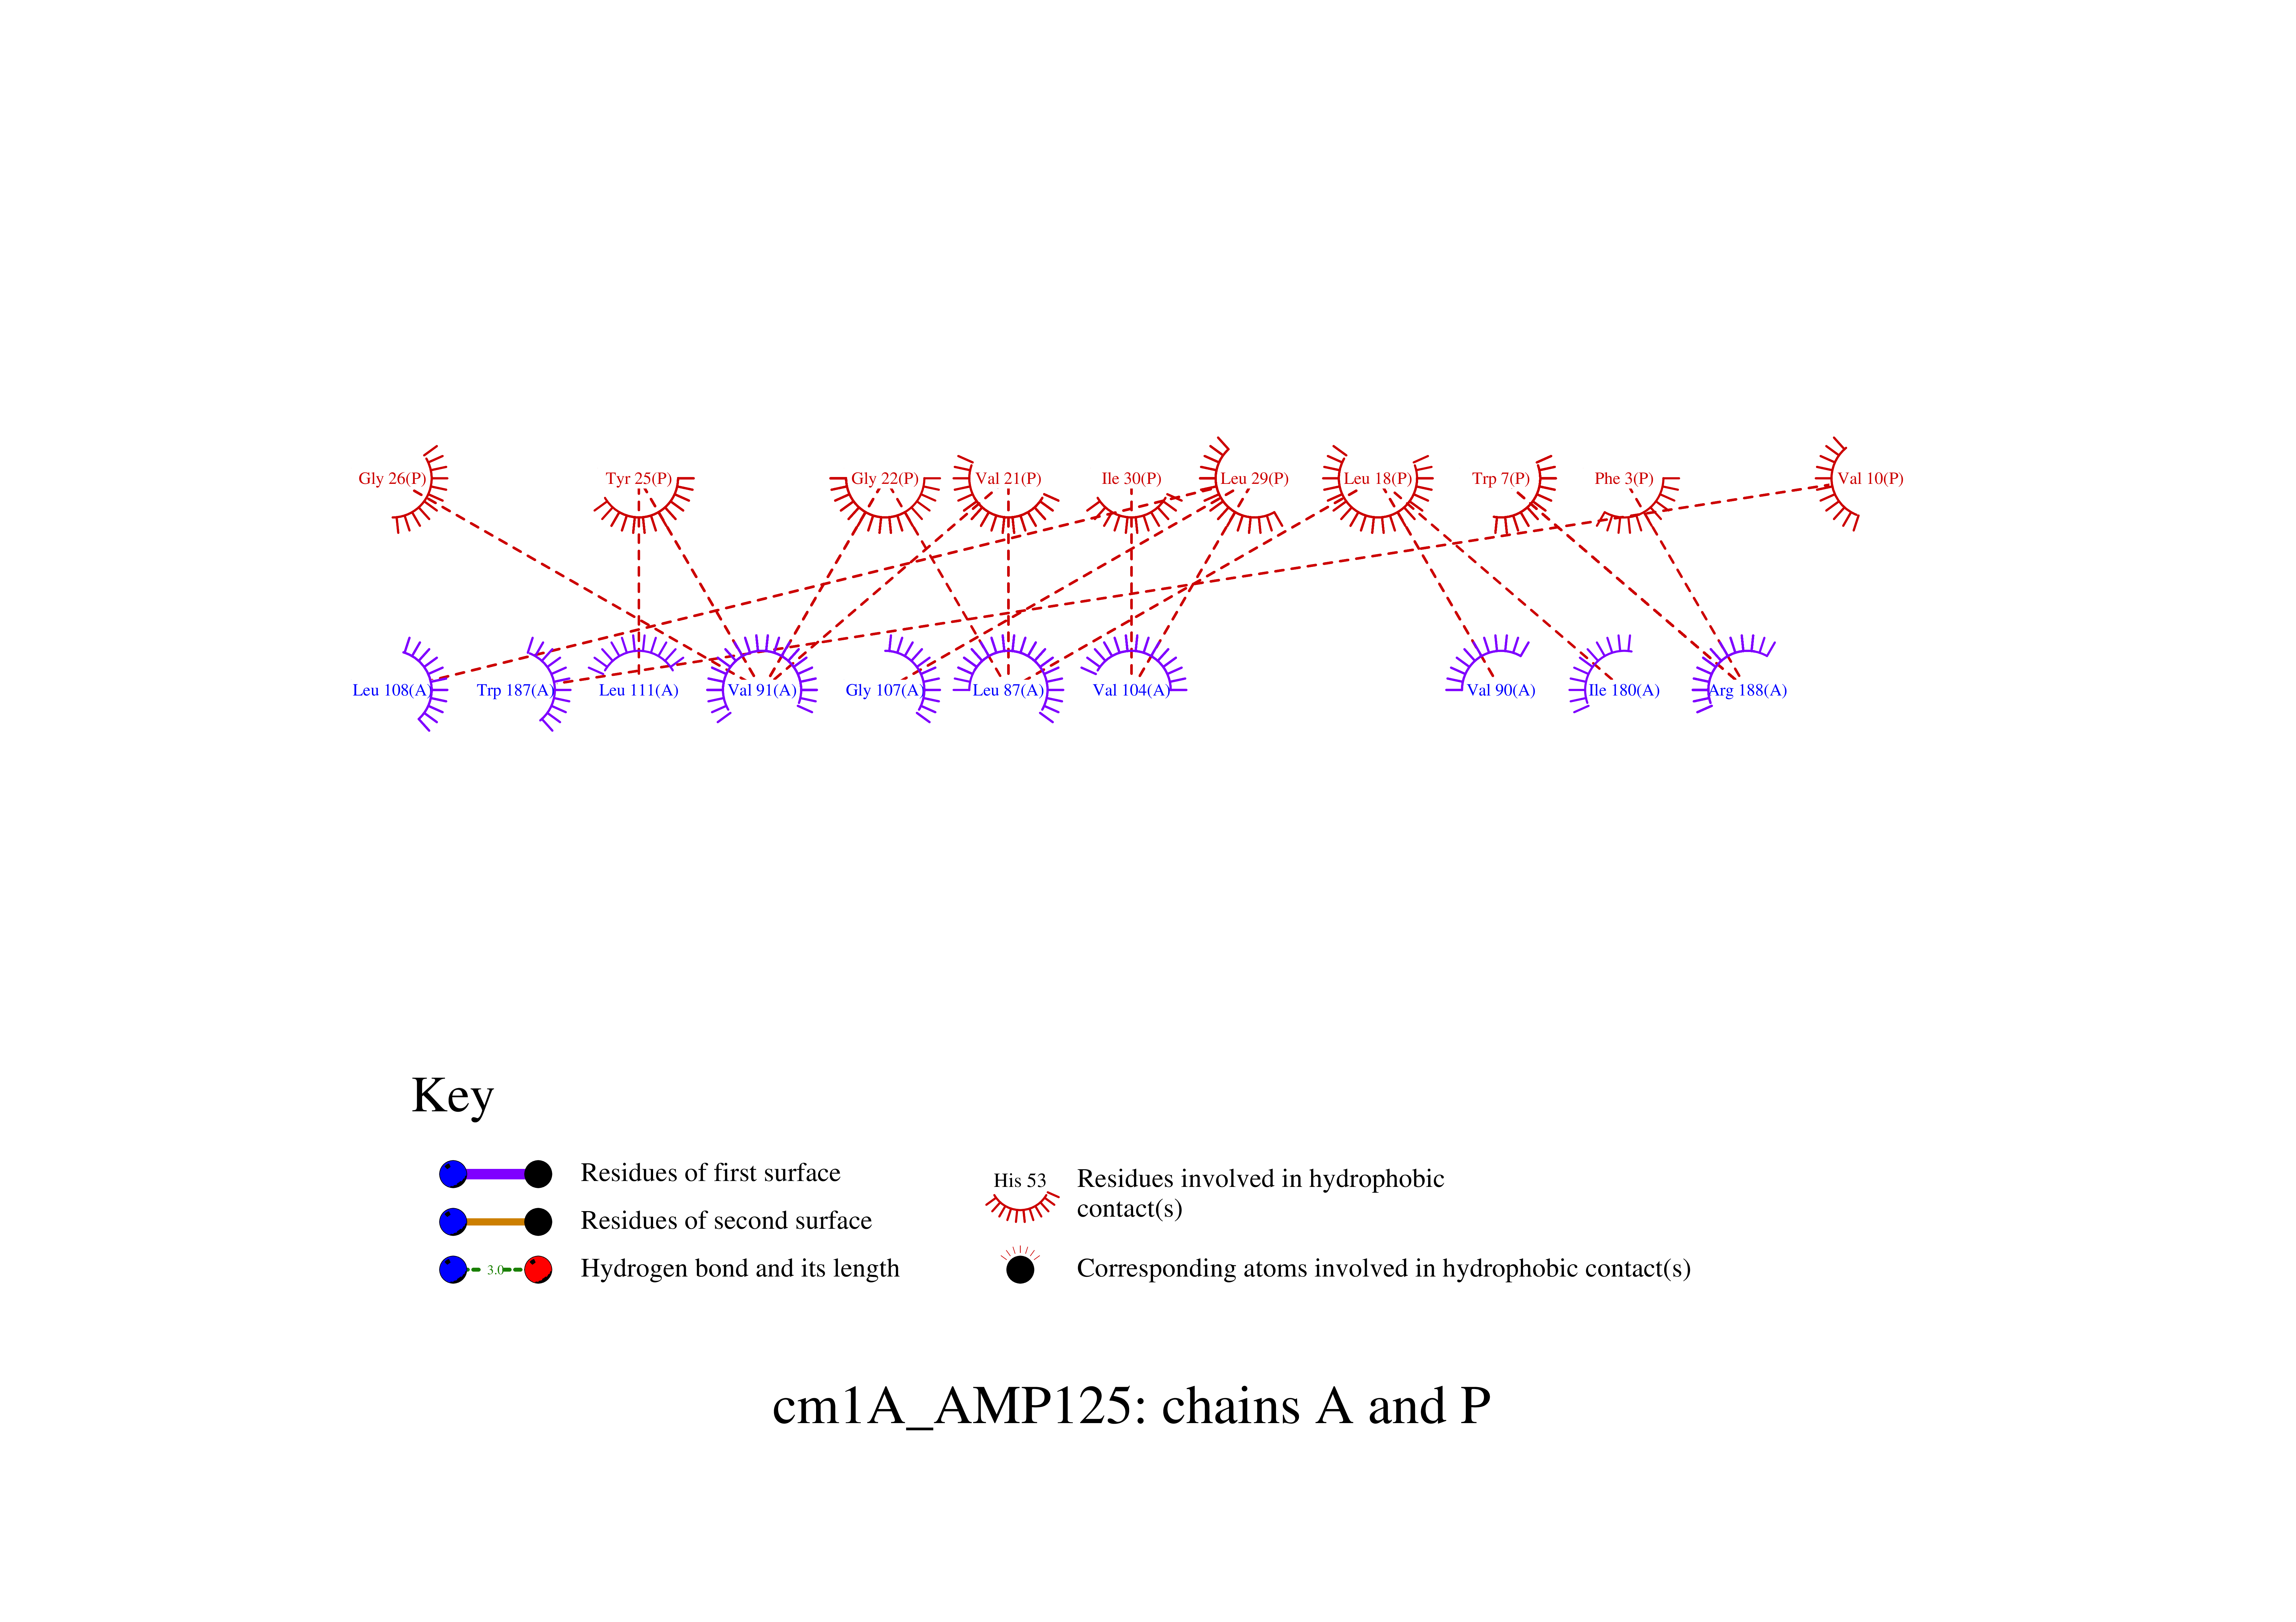 Gly 26(P) Tyr 25(P) Gly 22(P) Val 21(P) Ile 30(P) Leu 29(P) Leu 18(P) Trp 7(P) Phe 3(P) Val 10(P)
Leu 108(A) Trp 187(A) Leu 111(A) Val 91(A) Gly 107(A) Leu 87(A) Val 104(A) Val 90(A) Ile 180(A) Arg 188(A)
Key
Residues of first surface
Residues of second surface
3.0 Hydrogen bond and its length
His 53 Residues involved in hydrophobic
contact(s)
Corresponding atoms involved in hydrophobic contact(s)
cm1A_AMP125: chains A and P